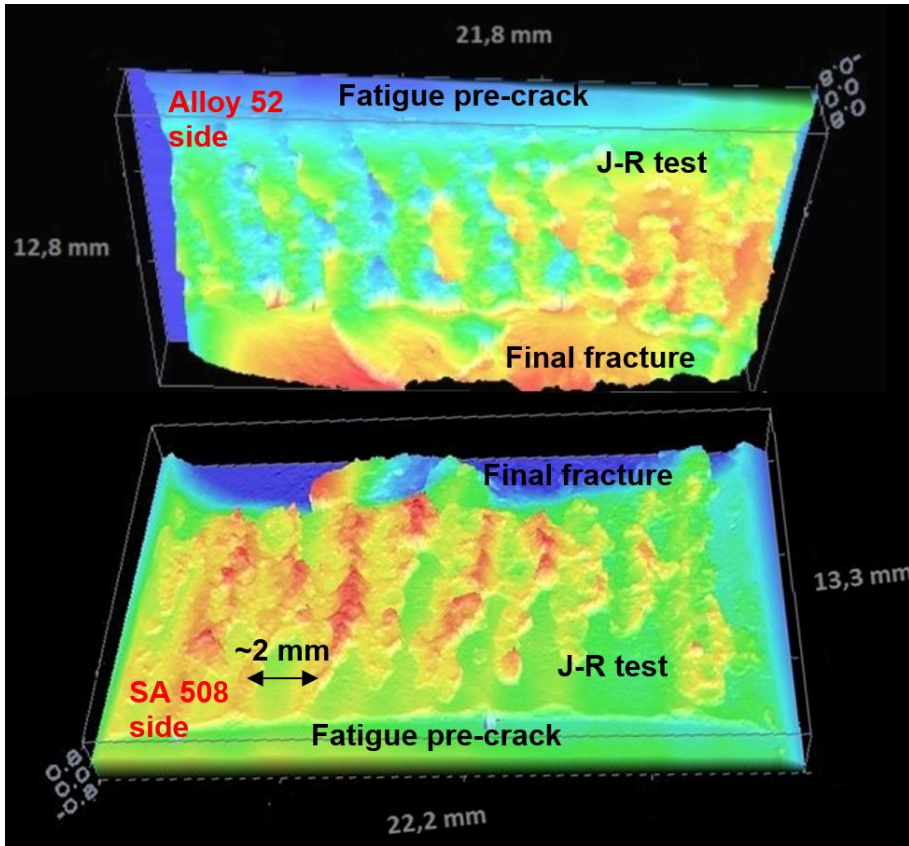 21,8 mm
Fatigue pre-crack
Alloy 52
side
J-R test
12,8 mm
Final fracture
Final fracture
13,3 mm
~2 mm
J-R test
SA 508
side
Fatigue pre-crack
22,2 mm